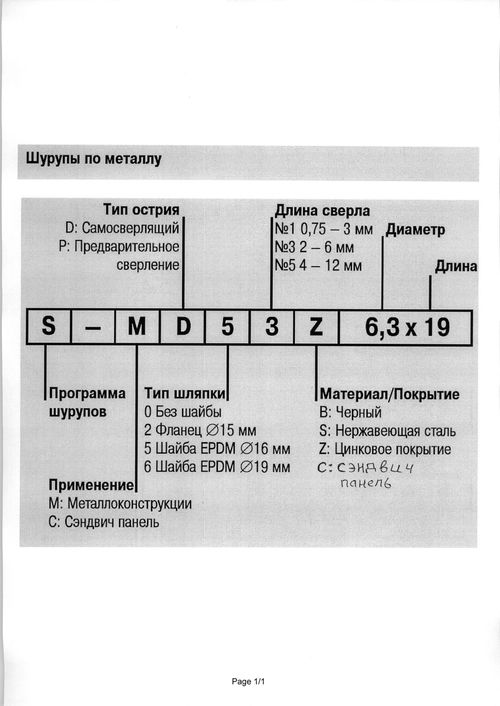 Шурупы по металлу
Тип острия
D: Самосверлящий
P: Предварительное
сверление
Длина сверла
№1 0,75 – 3 мм
№3 2 – 6 мм
№5 4 – 12 мм
Диаметр
Длина
S – M D 5 3 Z 6,3 x 19
Программа
шурупов
Применение
M: Металлоконструкции
C: Сэндвич панель
Тип шляпки
0 Без шайбы
2 Фланец ∅15 мм
5 Шайба EPDM ∅16 мм
6 Шайба EPDM ∅19 мм
Материал/Покрытие
B: Черный
S: Нержавеющая сталь
Z: Цинковое покрытие
C: сэндвич
панель
Page 1/1